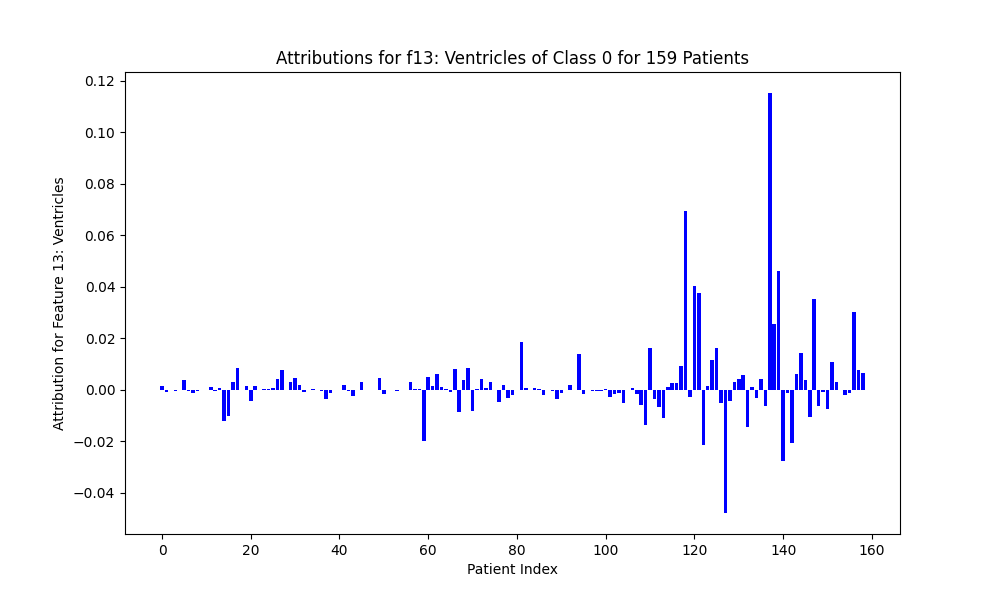 Attributions for f13: Ventricles of Class 0 for 159 Patients
Attribution for Feature 13: Ventricles
0.12
0.10
0.08
0.06
0.04
0.02
0.00
−0.02
−0.04
0 20 40 60 80 100 120 140 160
Patient Index